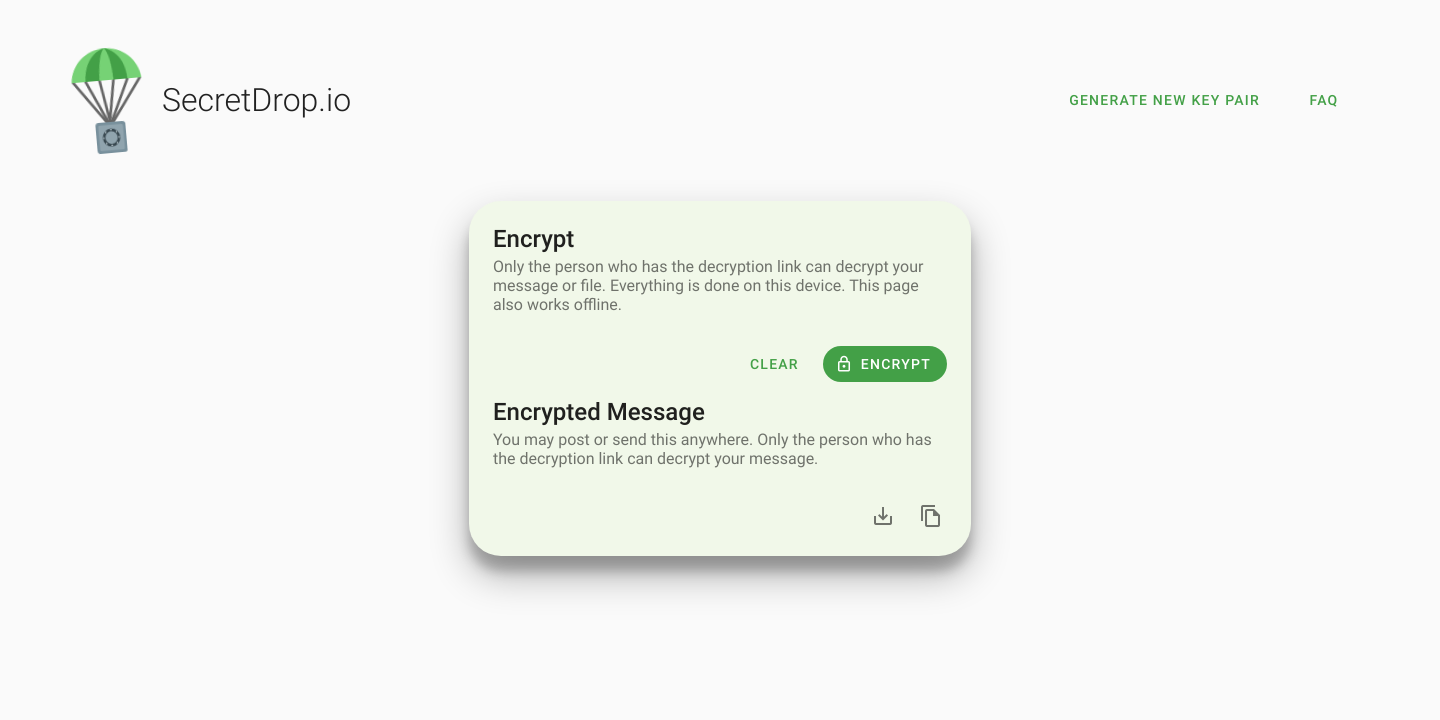 SecretDrop.io
GENERATE NEW KEY PAIR
FAQ
Encrypt
Only the person who has the decryption link can decrypt your
message or file. Everything is done on this device. This page
also works offline.
CLEAR
ENCRYPT
Encrypted Message
You may post or send this anywhere. Only the person who has
the decryption link can decrypt your message.